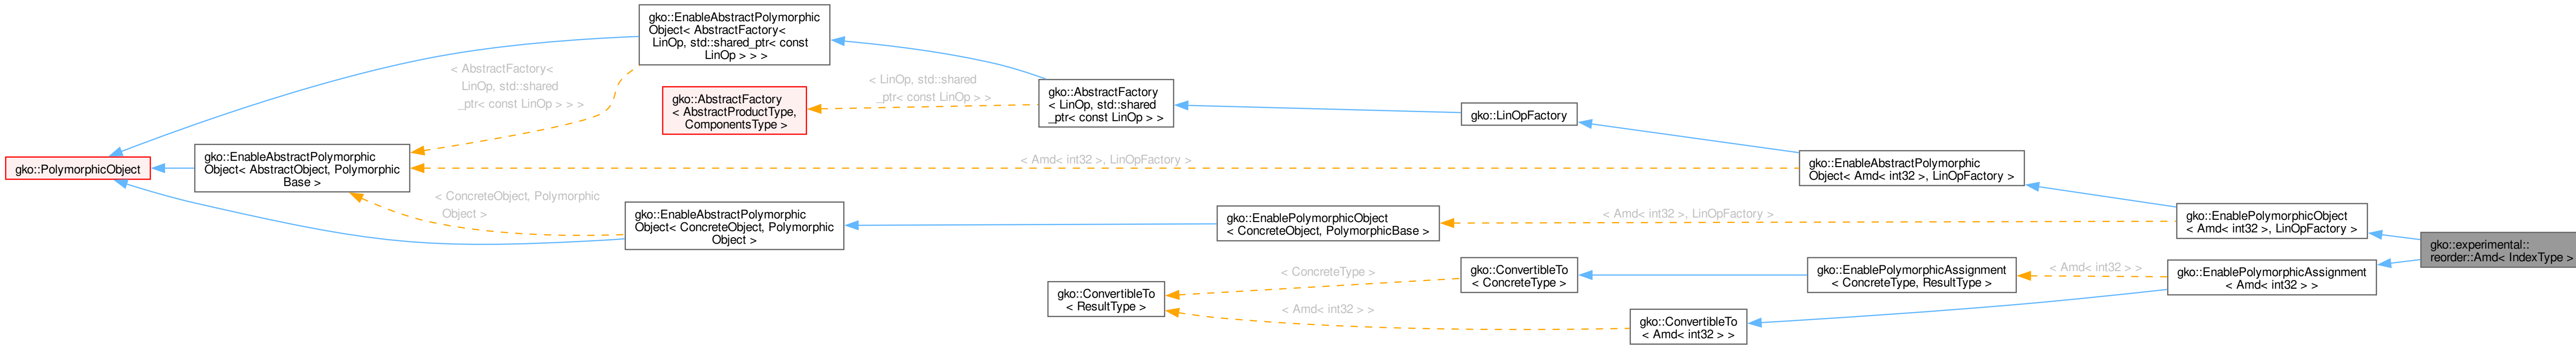 gko::PolymorphicObject
gko::EnableAbstractPolymorphic
Object< AbstractFactory<
LinOp, std::shared_ptr< const
LinOp > > >
< AbstractFactory<
LinOp, std::shared
_ptr< const LinOp > > >
gko::EnableAbstractPolymorphic
Object< AbstractObject, Polymorphic
Base >
< ConcreteObject, Polymorphic
Object >
gko::AbstractFactory
< AbstractProductType,
ComponentsType >
gko::EnableAbstractPolymorphic
Object< ConcreteObject, Polymorphic
Object >
< LinOp, std::shared
_ptr< const LinOp > >
gko::AbstractFactory
< LinOp, std::shared
_ptr< const LinOp > >
< Amd< int32 >, LinOpFactory >
gko::EnablePolymorphicObject
< ConcreteObject, PolymorphicBase >
gko::ConvertibleTo
< ResultType >
< ConcreteType >
< Amd< int32 > >
gko::LinOpFactory
gko::ConvertibleTo
< ConcreteType >
gko::ConvertibleTo
< Amd< int32 > >
< Amd< int32 >, LinOpFactory >
gko::EnableAbstractPolymorphic
Object< Amd< int32 >, LinOpFactory >
gko::EnablePolymorphicAssignment
< ConcreteType, ResultType >
< Amd< int32 > >
gko::EnablePolymorphicObject
< Amd< int32 >, LinOpFactory >
gko::EnablePolymorphicAssignment
< Amd< int32 > >
gko::experimental::
reorder::Amd< IndexType >